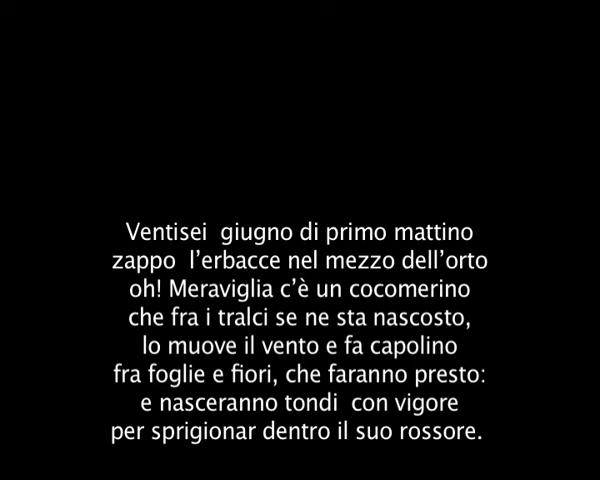 Ventisei  giugno di primo mattino
zappo  l’erbacce nel mezzo dell’orto
oh! Meraviglia c’è un cocomerino
che fra i tralci se ne sta nascosto,
lo muove il vento e fa capolino
fra foglie e fiori, che faranno presto:
e nasceranno tondi  con vigore
per sprigionar dentro il suo rossore.